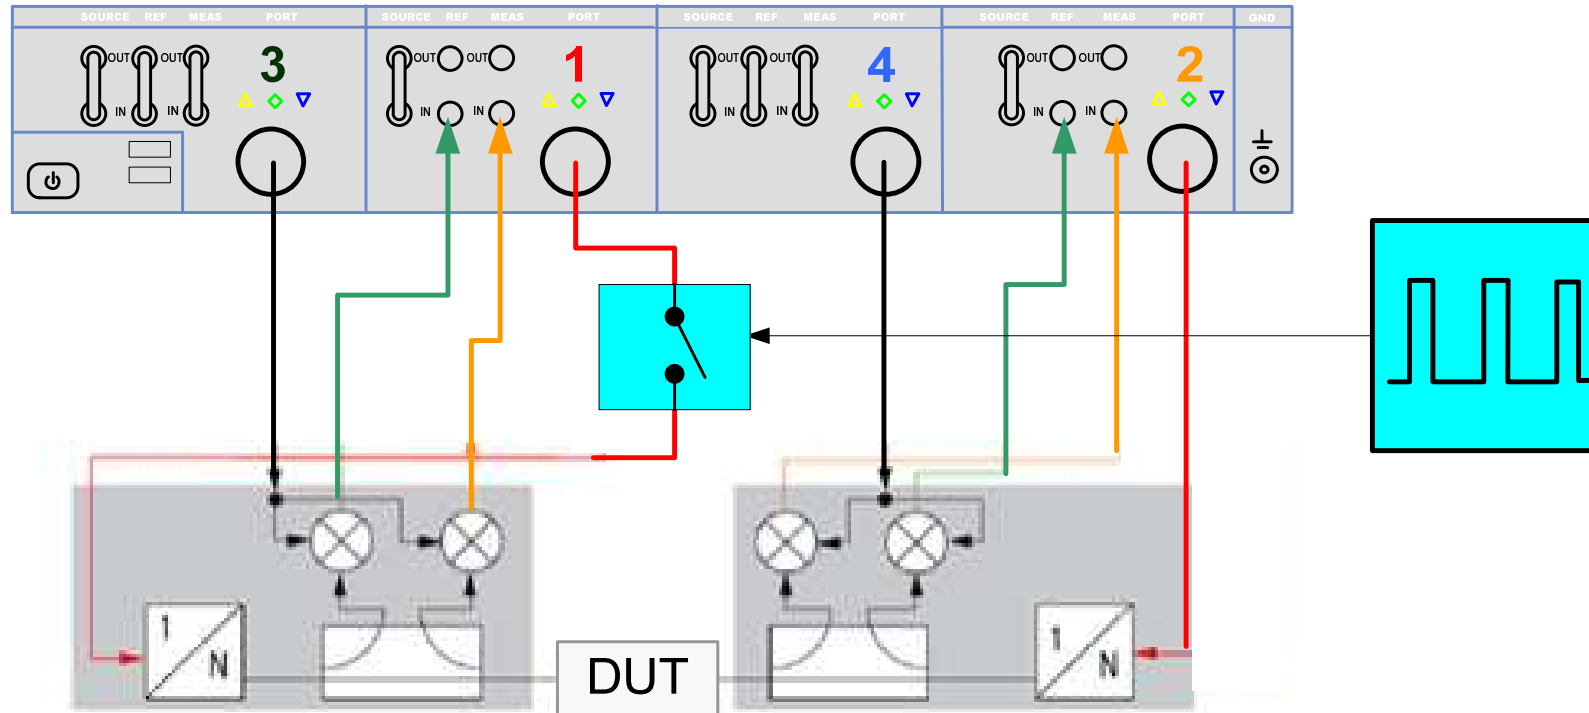 SOURCE REF MEAS PORT SOURCE REF MEAS PORT SOURCE REF MEAS PORT SOURCE REF MEAS PORT GND
OUT OUT 3 OUT OUT 1 OUT OUT 4 OUT OUT 2
IN IN IN IN IN IN IN IN
1 N 1 N
DUT